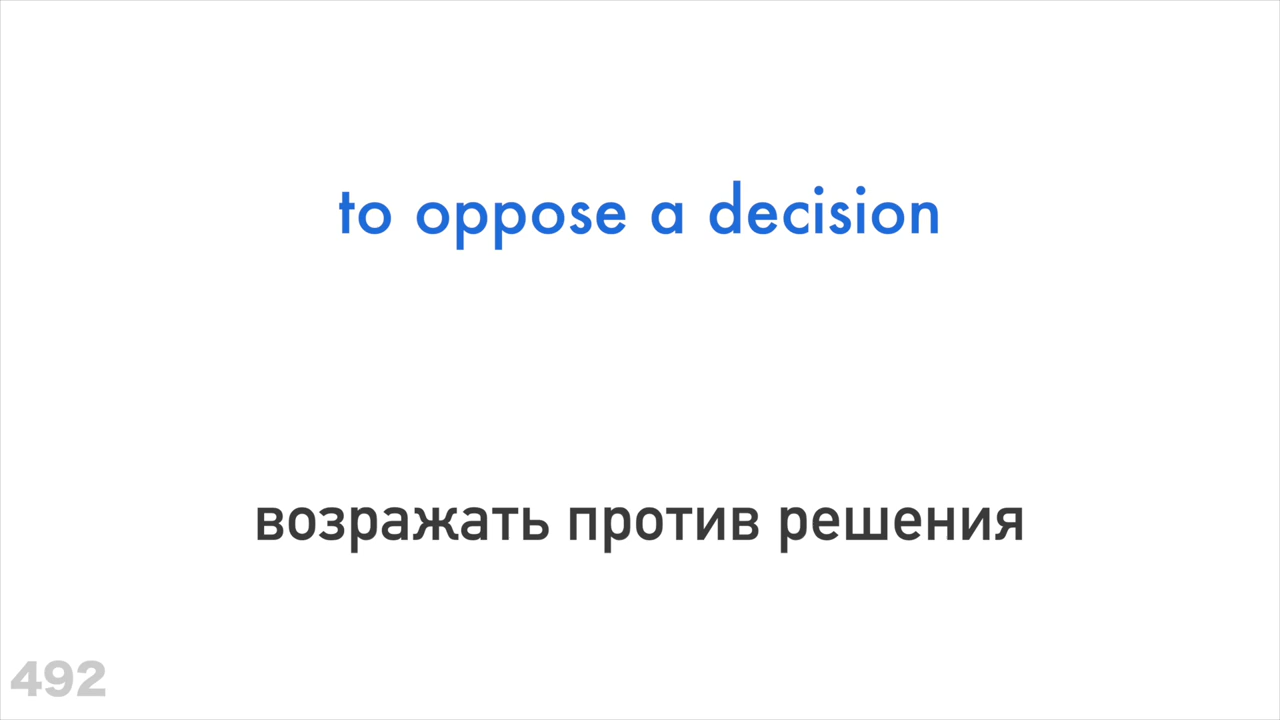 to oppose a decision
возражать против решения
492